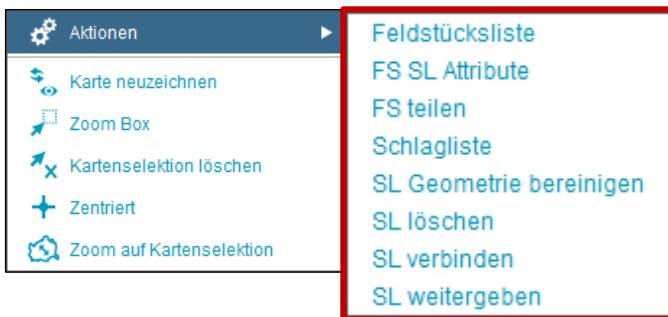 Aktionen
Karte neuzeichnen
Zoom Box
Kartenselektion löschen
Zentriert
Zoom auf Kartenselektion
Feldstücksliste
FS SL Attribute
FS teilen
Schlagliste
SL Geometrie bereinigen
SL löschen
SL verbinden
SL weitergeben